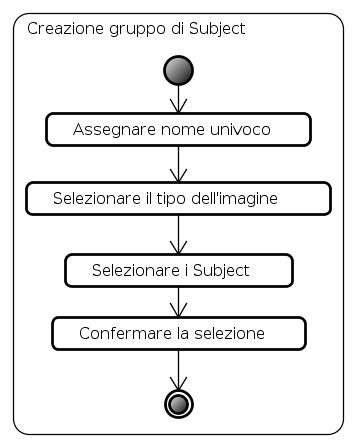 Creazione gruppo di Subject
Assegnare nome univoco
Selezionare il tipo dell'imagine
Selezionare i Subject
Confermare la selezione